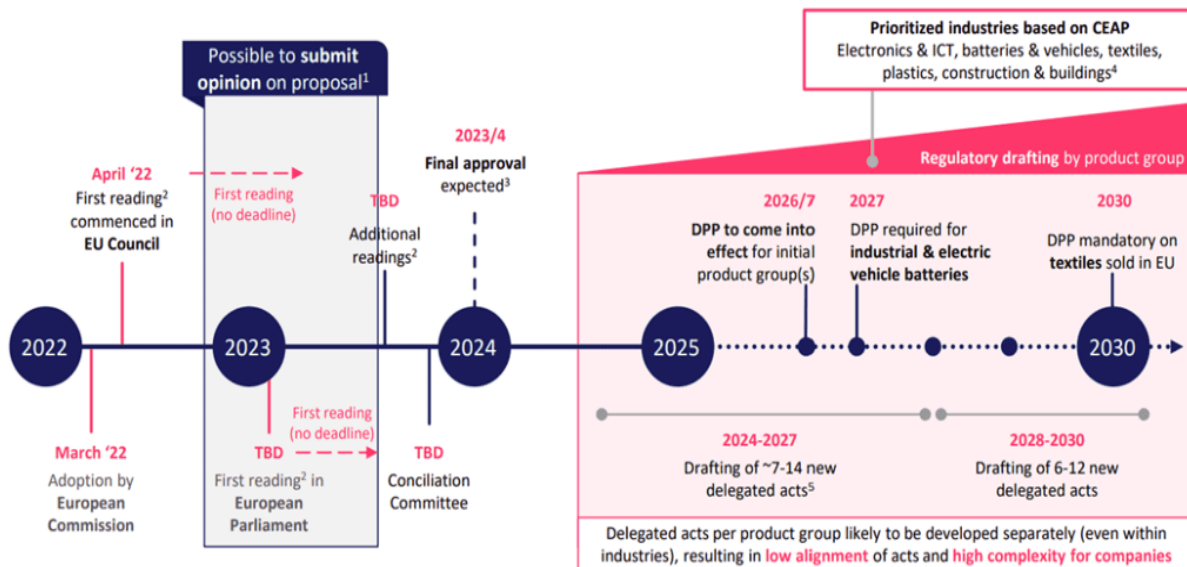 Prioritized industries based on CEAP
Electronics & ICT, batteries & vehicles, textiles,
plastics, construction & buildings⁴
Possible to submit
opinion on proposal¹
2023/4
Final approval
expected³
Regulatory drafting by product group
April ‘22
First reading²
commenced in
EU Council
First reading
(no deadline)
TBD
Additional
readings²
2026/7
DPP to come into
effect for initial
product group(s)
2027
DPP required for
industrial & electric
vehicle batteries
2030
DPP mandatory on
textiles sold in EU
2022
2023
2024
2025
2030
March ‘22
Adoption by
European
Commission
TBD
First reading² in
European
Parliament
First reading
(no deadline)
TBD
Conciliation
Committee
2024-2027
Drafting of ~7-14 new
delegated acts⁵
2028-2030
Drafting of 6-12 new
delegated acts
Delegated acts per product group likely to be developed separately (even within
industries), resulting in low alignment of acts and high complexity for companies